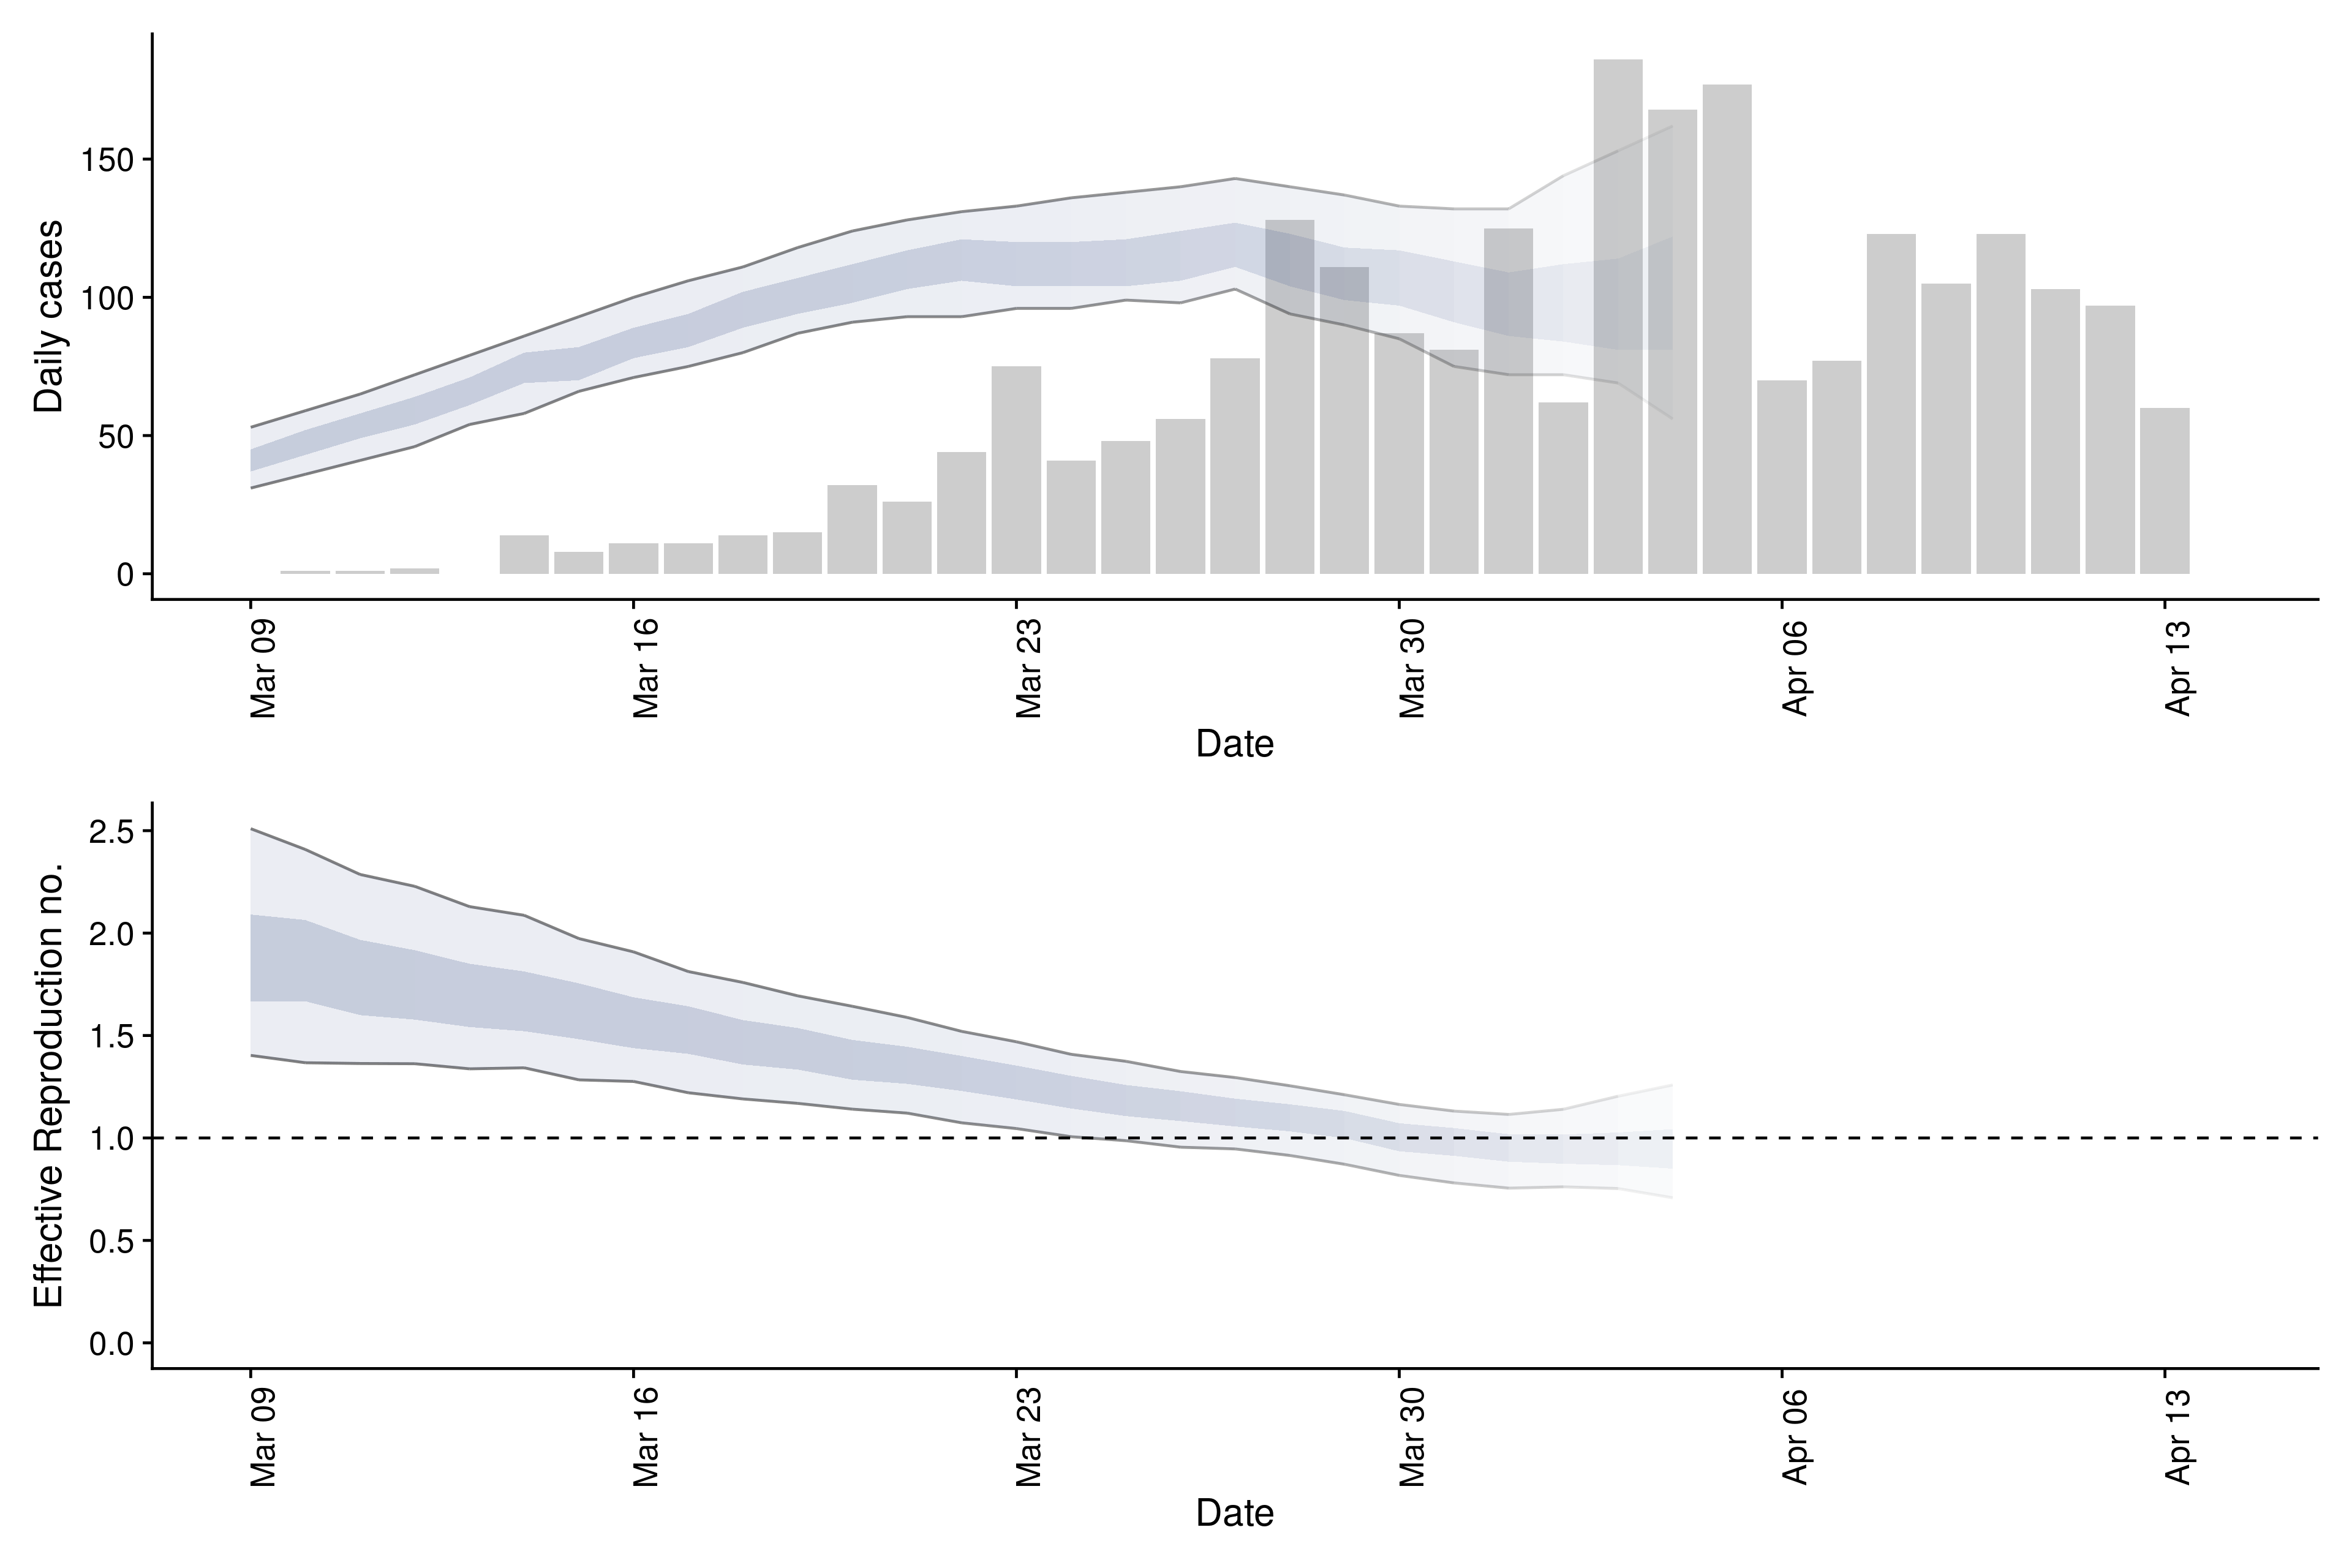 Daily cases
150
100
50
0
Mar 09
Mar 16
Mar 23
Mar 30
Apr 06
Apr 13
Date
Effective Reproduction no.
2.5
2.0
1.5
1.0
0.5
0.0
Mar 09
Mar 16
Mar 23
Mar 30
Apr 06
Apr 13
Date